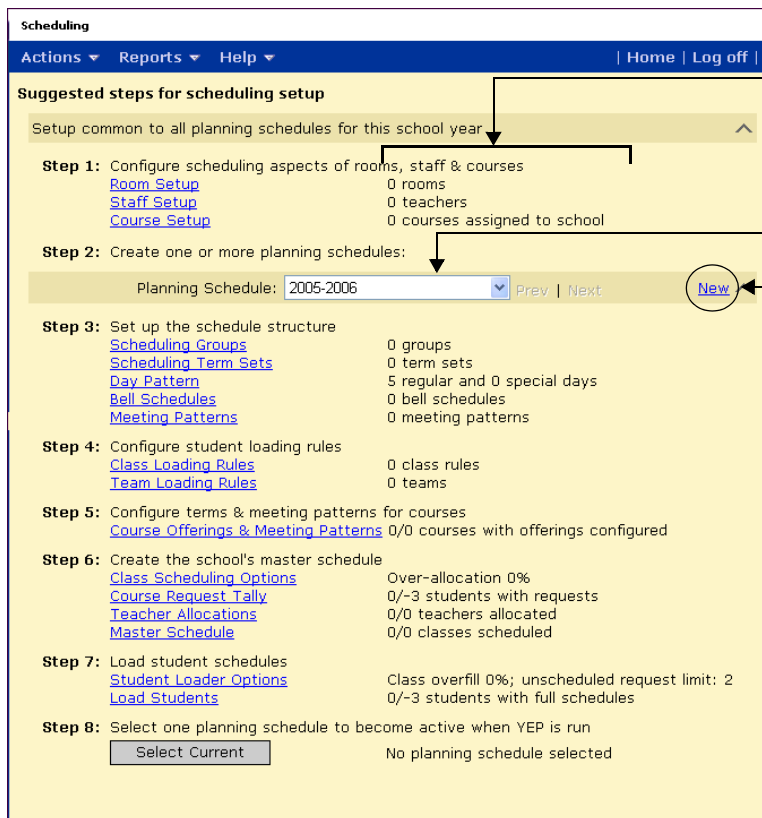 Scheduling
Actions Reports Help | Home | Log off |
Suggested steps for scheduling setup
Setup common to all planning schedules for this school year
Step 1: Configure scheduling aspects of rooms, staff & courses
Room Setup 0 rooms
Staff Setup 0 teachers
Course Setup 0 courses assigned to school
Step 2: Create one or more planning schedules:
Planning Schedule: 2005-2006 Prev | Next New
Step 3: Set up the schedule structure
Scheduling Groups 0 groups
Scheduling Term Sets 0 term sets
Day Pattern 5 regular and 0 special days
Bell Schedules 0 bell schedules
Meeting Patterns 0 meeting patterns
Step 4: Configure student loading rules
Class Loading Rules 0 class rules
Team Loading Rules 0 teams
Step 5: Configure terms & meeting patterns for courses
Course Offerings & Meeting Patterns 0/0 courses with offerings configured
Step 6: Create the school's master schedule
Class Scheduling Options Over-allocation 0%
Course Request Tally 0/-3 students with requests
Teacher Allocations 0/0 teachers allocated
Master Schedule 0/0 classes scheduled
Step 7: Load student schedules
Student Loader Options Class overfill 0%; unscheduled request limit: 2
Load Students 0/-3 students with full schedules
Step 8: Select one planning schedule to become active when YEP is run
Select Current No planning schedule selected